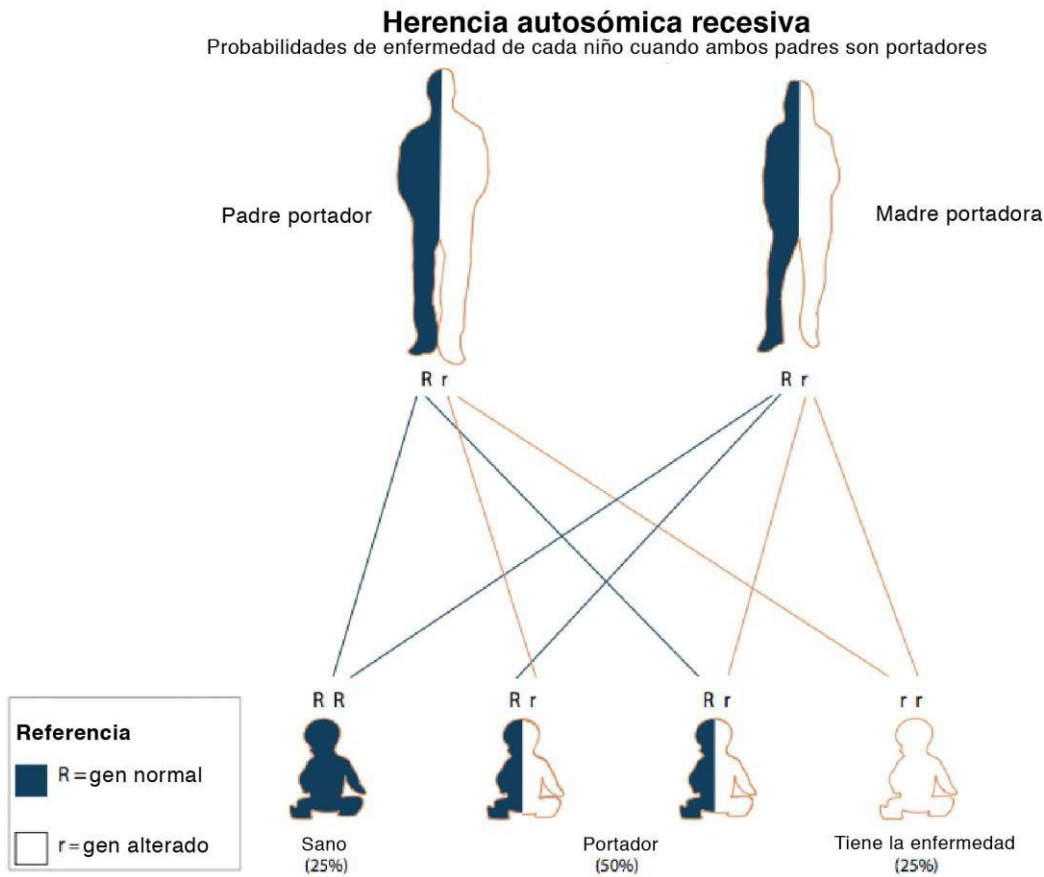 Herencia autosómica recesiva
Probabilidades de enfermedad de cada niño cuando ambos padres son portadores
Padre portador
Madre portadora
R r
R r
R R
R r
R r
r r
Referencia
R=gen normal
r=gen alterado
Sano
(25%)
Portador
(50%)
Tiene la enfermedad
(25%)